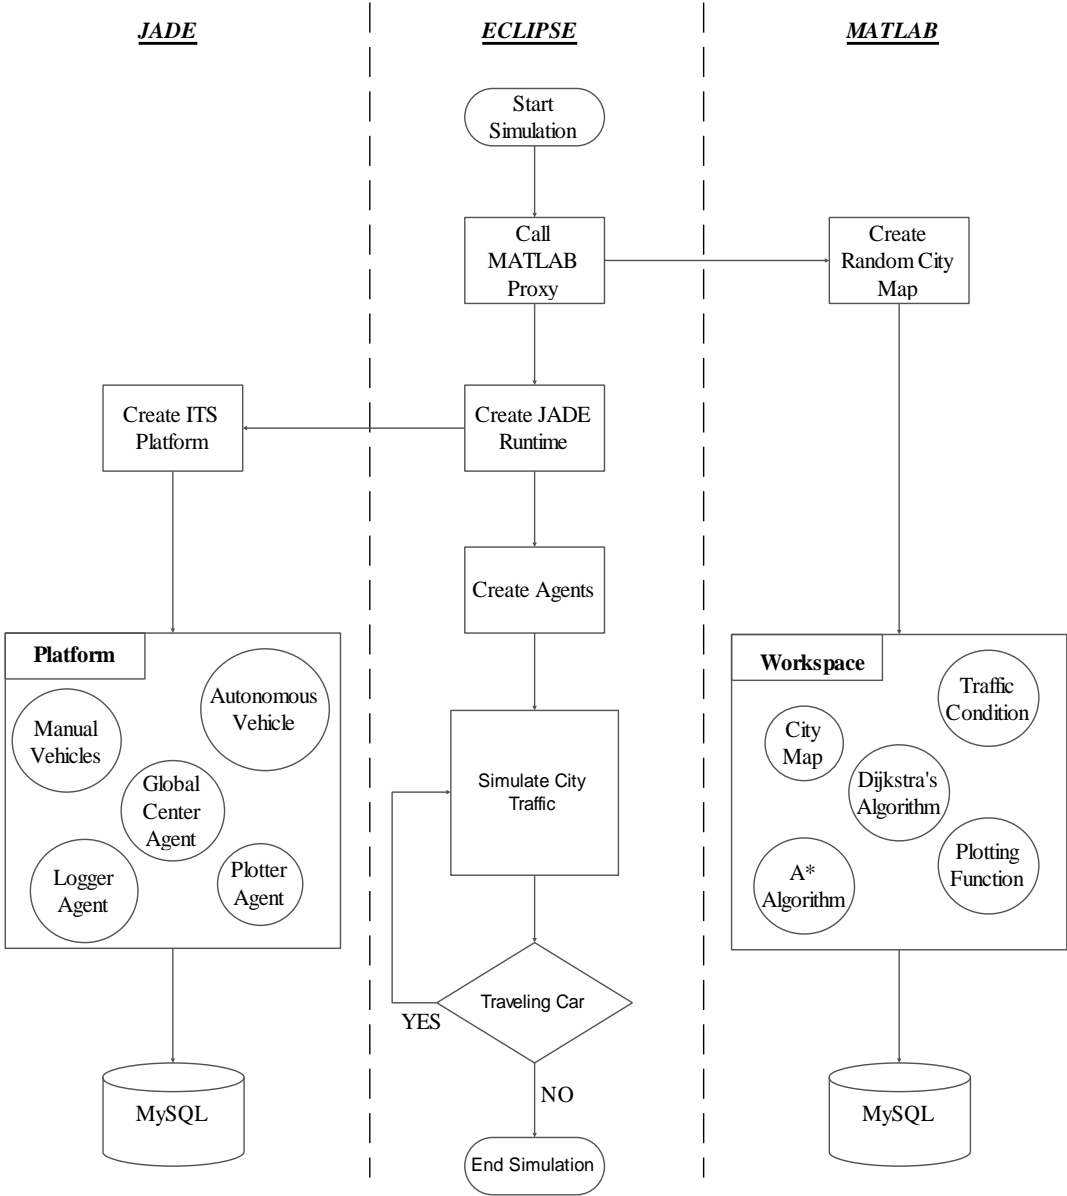 JADE
ECLIPSE
MATLAB
Start
Simulation
Call
MATLAB
Proxy
Create
Random City
Map
Create ITS
Platform
Create JADE
Runtime
Create Agents
Platform
Manual
Vehicles
Autonomous
Vehicle
Global
Center
Agent
Logger
Agent
Plotter
Agent
Simulate City
Traffic
Workspace
Traffic
Condition
City
Map
Dijkstra's
Algorithm
A*
Algorithm
Plotting
Function
Traveling Car
YES
NO
MySQL
MySQL
End Simulation